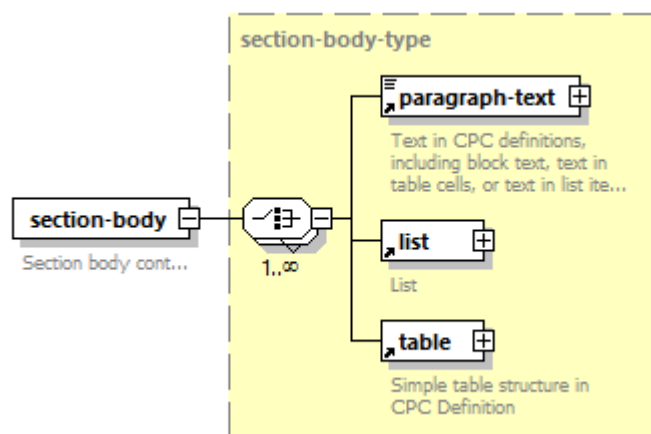 section-body-type
paragraph-text
Text in CPC definitions,
including block text, text in
table cells, or text in list ite...
section-body
Section body cont...
1..∞
list
List
table
Simple table structure in
CPC Definition